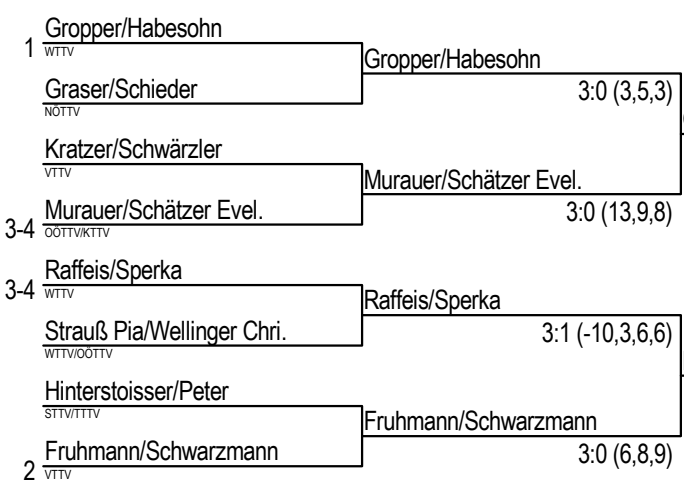 Gropper/Habesohn
1 WTTV
Gropper/Habesohn
Graser/Schieder
3:0 (3,5,3)
NÖTTV
Kratzer/Schwärzler
VTTV
Murauer/Schätzer Evel.
Murauer/Schätzer Evel.
3:0 (13,9,8)
3-4 OÖTTV/KTTV
Raffeis/Sperka
3-4 WTTV
Raffeis/Sperka
Strauß Pia/Wellinger Chri.
3:1 (-10,3,6,6)
WTTV/OÖTTV
Hinterstoisser/Peter
STTV/TTTV
Fruhmann/Schwarzmann
Fruhmann/Schwarzmann
3:0 (6,8,9)
2 VTTV